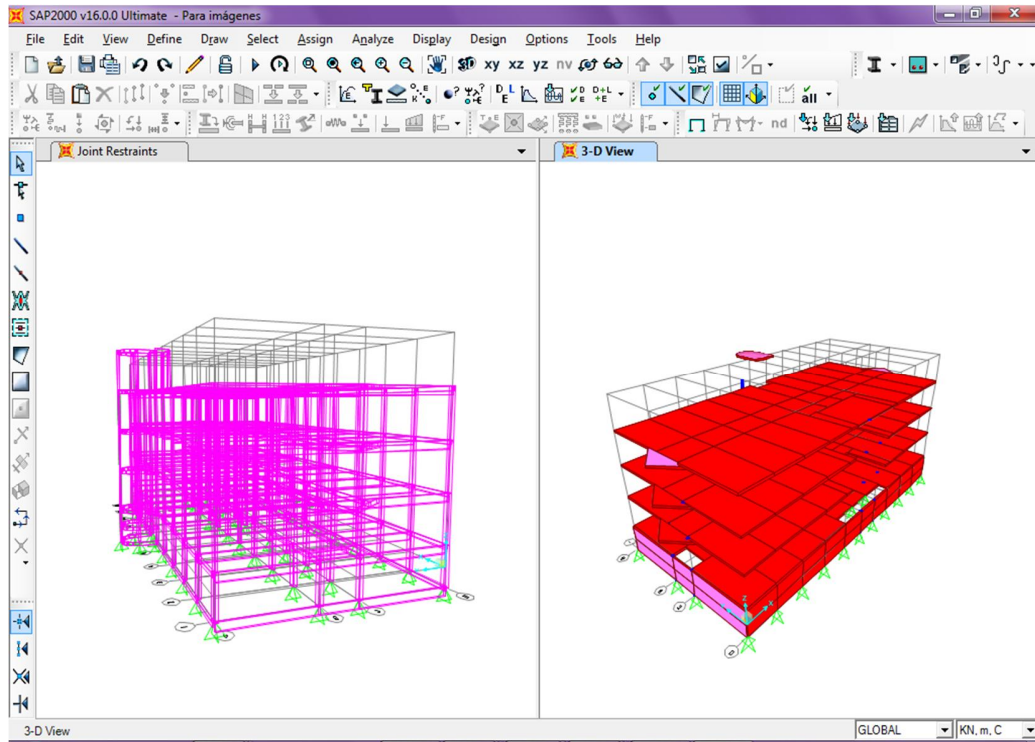 SAP2000 v16.0.0 Ultimate - Para imágenes
File Edit View Define Draw Select Assign Analyze Display Design Options Tools Help
3D xy xz yz nv
all
nd
Joint Restraints
3-D View
3-D View GLOBAL KN, m, C